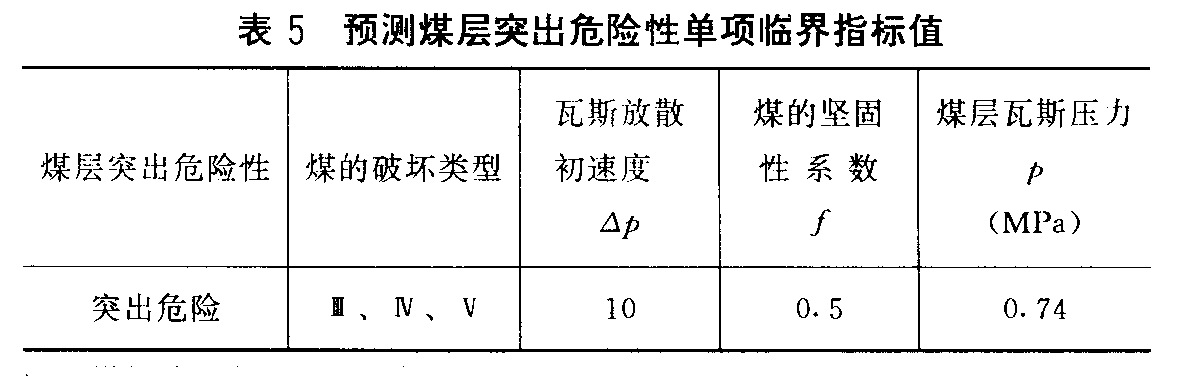 表 5 预测煤层突出危险性单项临界指标值
煤层突出危险性
煤的破坏类型
瓦斯放散
初速度
Δp
煤的坚固
性系数
f
煤层瓦斯压力
p
(MPa)
突出危险
Ⅲ、Ⅳ、Ⅴ
10
0.5
0.74